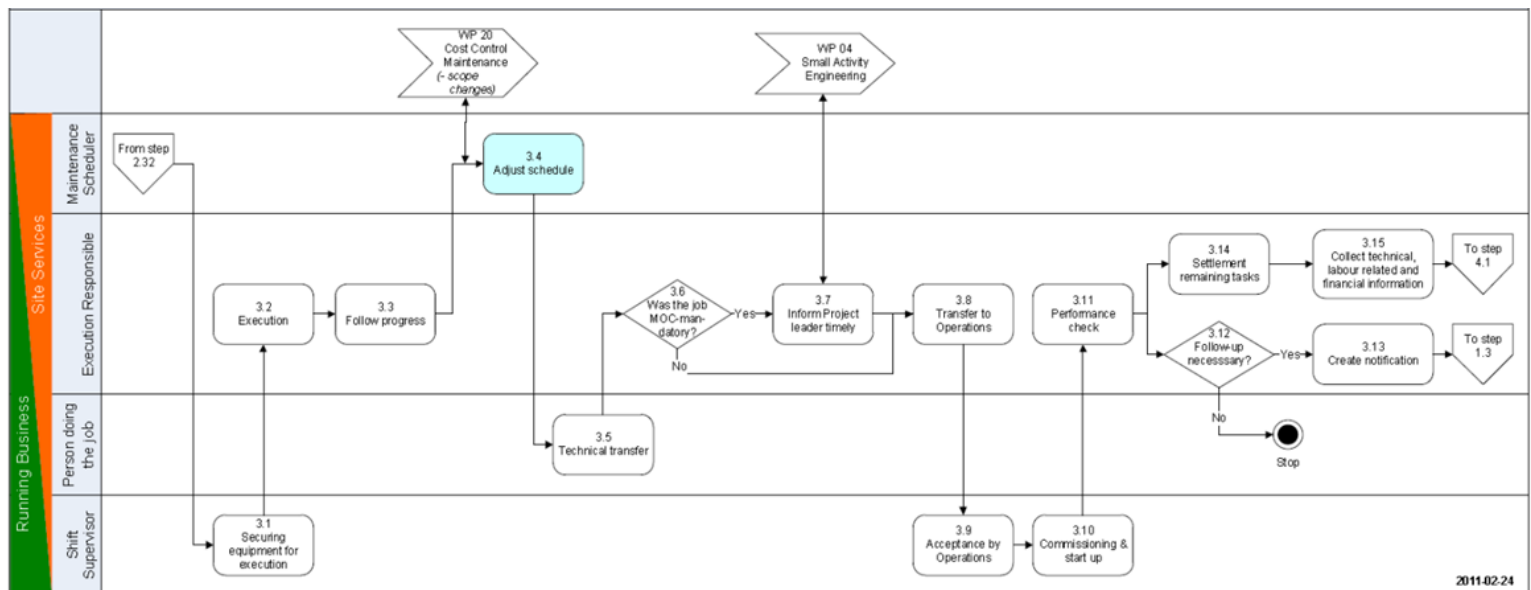 WP 20
Cost Control
Maintenance
(- scope
changes)
WP 04
Small Activity
Engineering
Running Business
Site Services
Maintenance
Scheduler
From step
2.32
3.4
Adjust schedule
Execution Responsible
3.2
Execution
3.3
Follow progress
3.6
Was the job
MOC-man-
datory?
Yes
No
3.7
Inform Project
leader timely
3.8
Transfer to
Operations
3.11
Performance
check
3.14
Settlement
remaining tasks
3.15
Collect technical,
labour related and
financial information
To step
4.1
3.12
Follow-up
necesssary?
Yes
3.13
Create notification
To step
1.3
No
Person doing
the job
3.5
Technical transfer
Stop
Shift
Supervisor
3.1
Securing
equipment for
execution
3.9
Acceptance by
Operations
3.10
Commissioning &
start up
2011-02-24